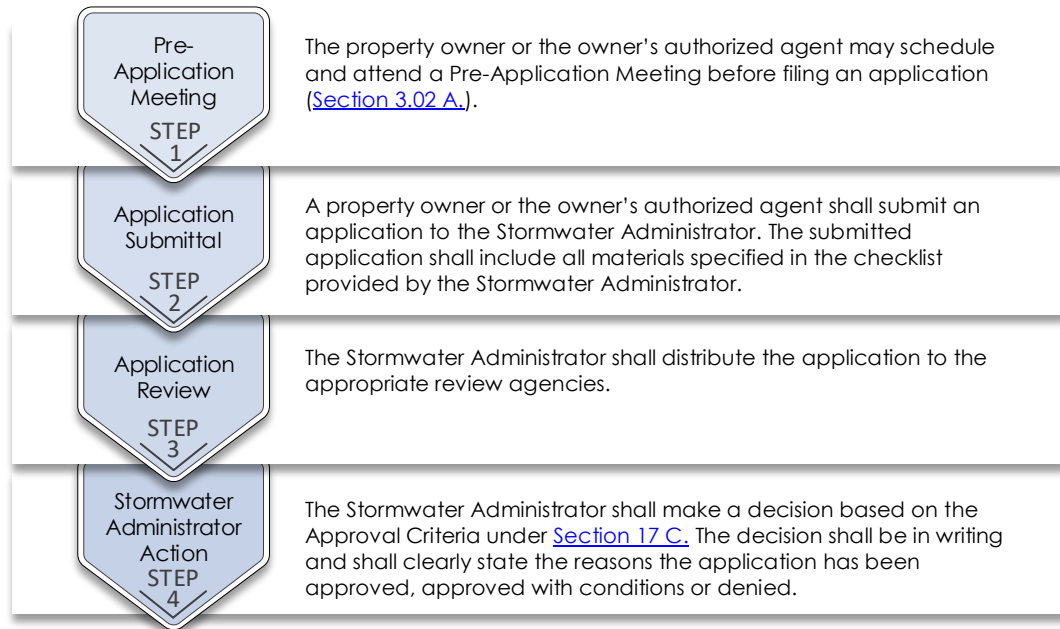 Pre-
Application
Meeting
STEP
1
The property owner or the owner’s authorized agent may schedule
and attend a Pre-Application Meeting before filing an application
(Section 3.02 A.).
Application
Submittal
STEP
2
A property owner or the owner’s authorized agent shall submit an
application to the Stormwater Administrator. The submitted
application shall include all materials specified in the checklist
provided by the Stormwater Administrator.
Application
Review
STEP
3
The Stormwater Administrator shall distribute the application to the
appropriate review agencies.
Stormwater
Administrator
Action
STEP
4
The Stormwater Administrator shall make a decision based on the
Approval Criteria under Section 17 C. The decision shall be in writing
and shall clearly state the reasons the application has been
approved, approved with conditions or denied.